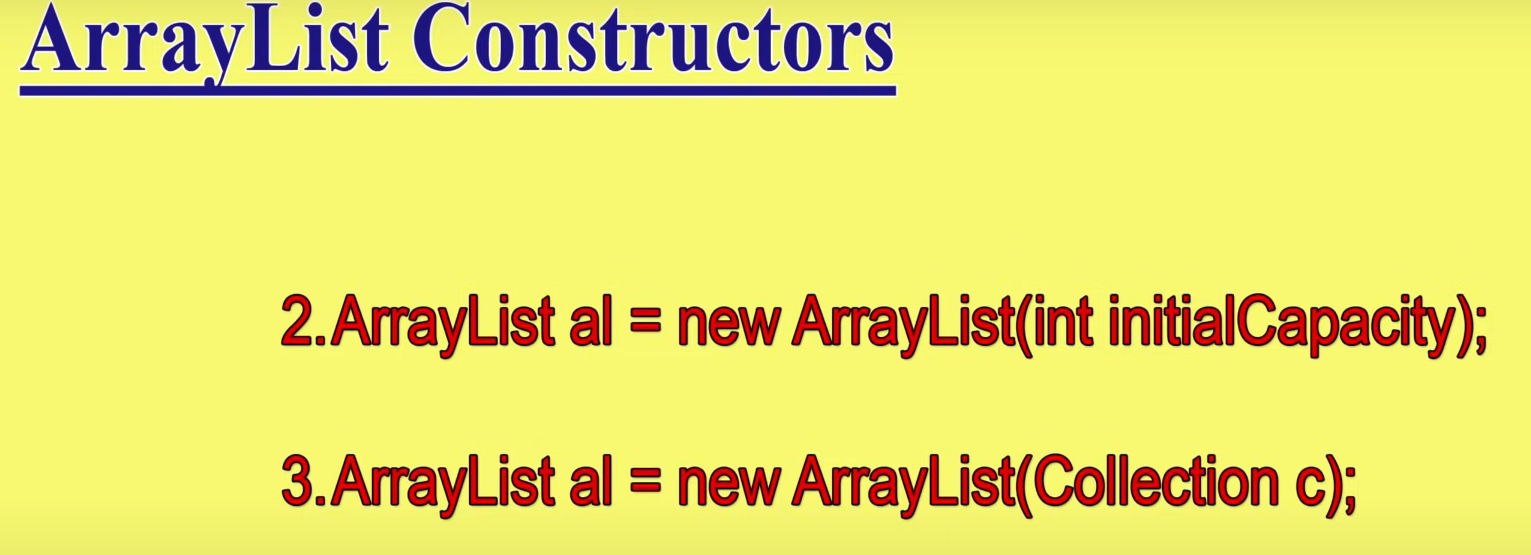 ArrayList Constructors
2. ArrayList al = new ArrayList(int initialCapacity);
3. ArrayList al = new ArrayList(Collection c);